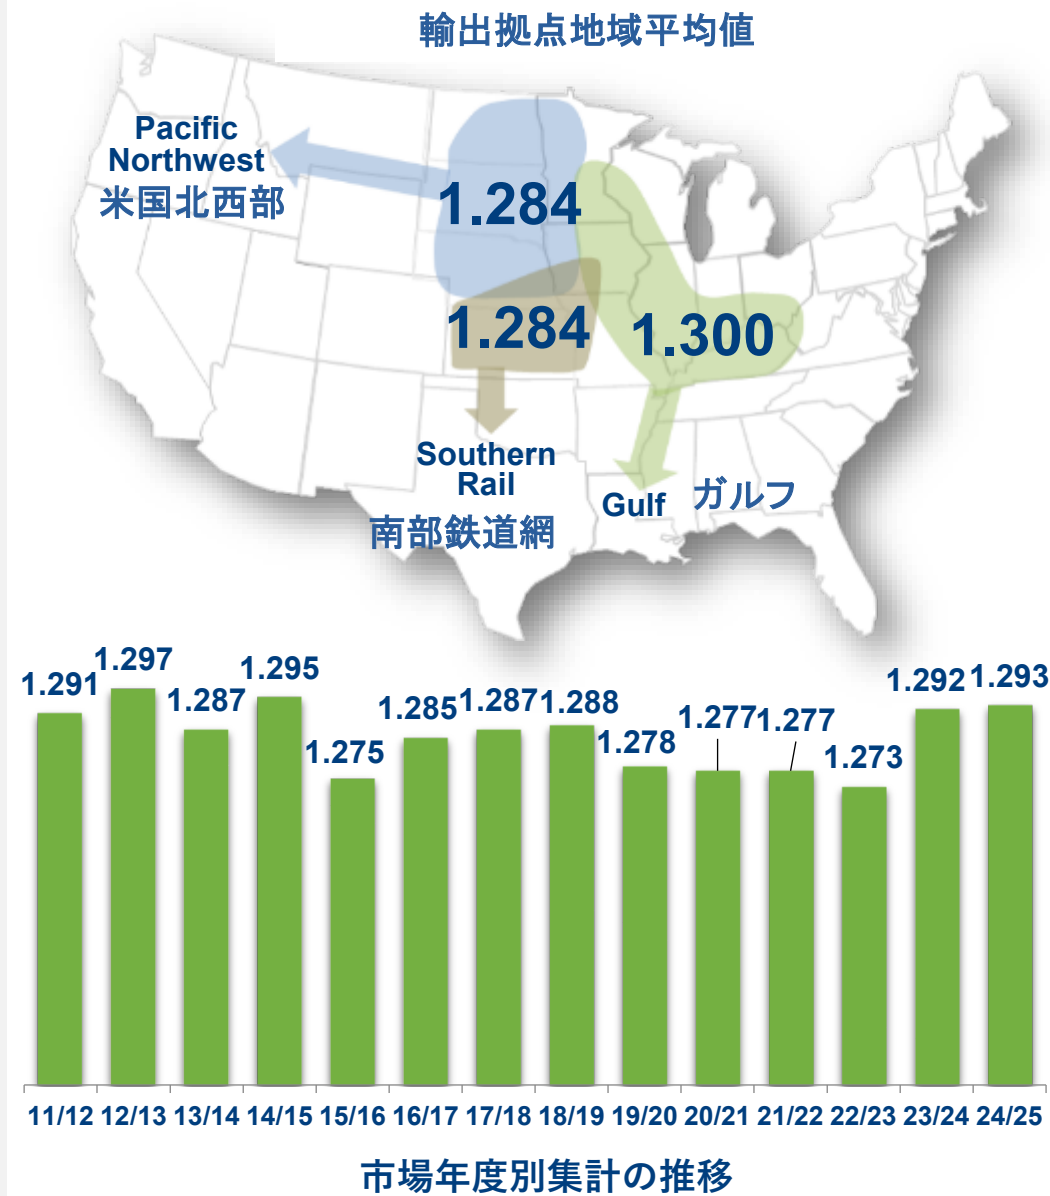 輸出拠点地域平均値
Pacific
Northwest
米国北西部
1.284
1.284
1.300
Southern
Rail
南部鉄道網
Gulf
ガルフ
1.291
1.297
1.287
1.295
1.275
1.285
1.287
1.288
1.278
1.277
1.277
1.273
1.292
1.293
11/12 12/13 13/14 14/15 15/16 16/17 17/18 18/19 19/20 20/21 21/22 22/23 23/24 24/25
市場年度別集計の推移